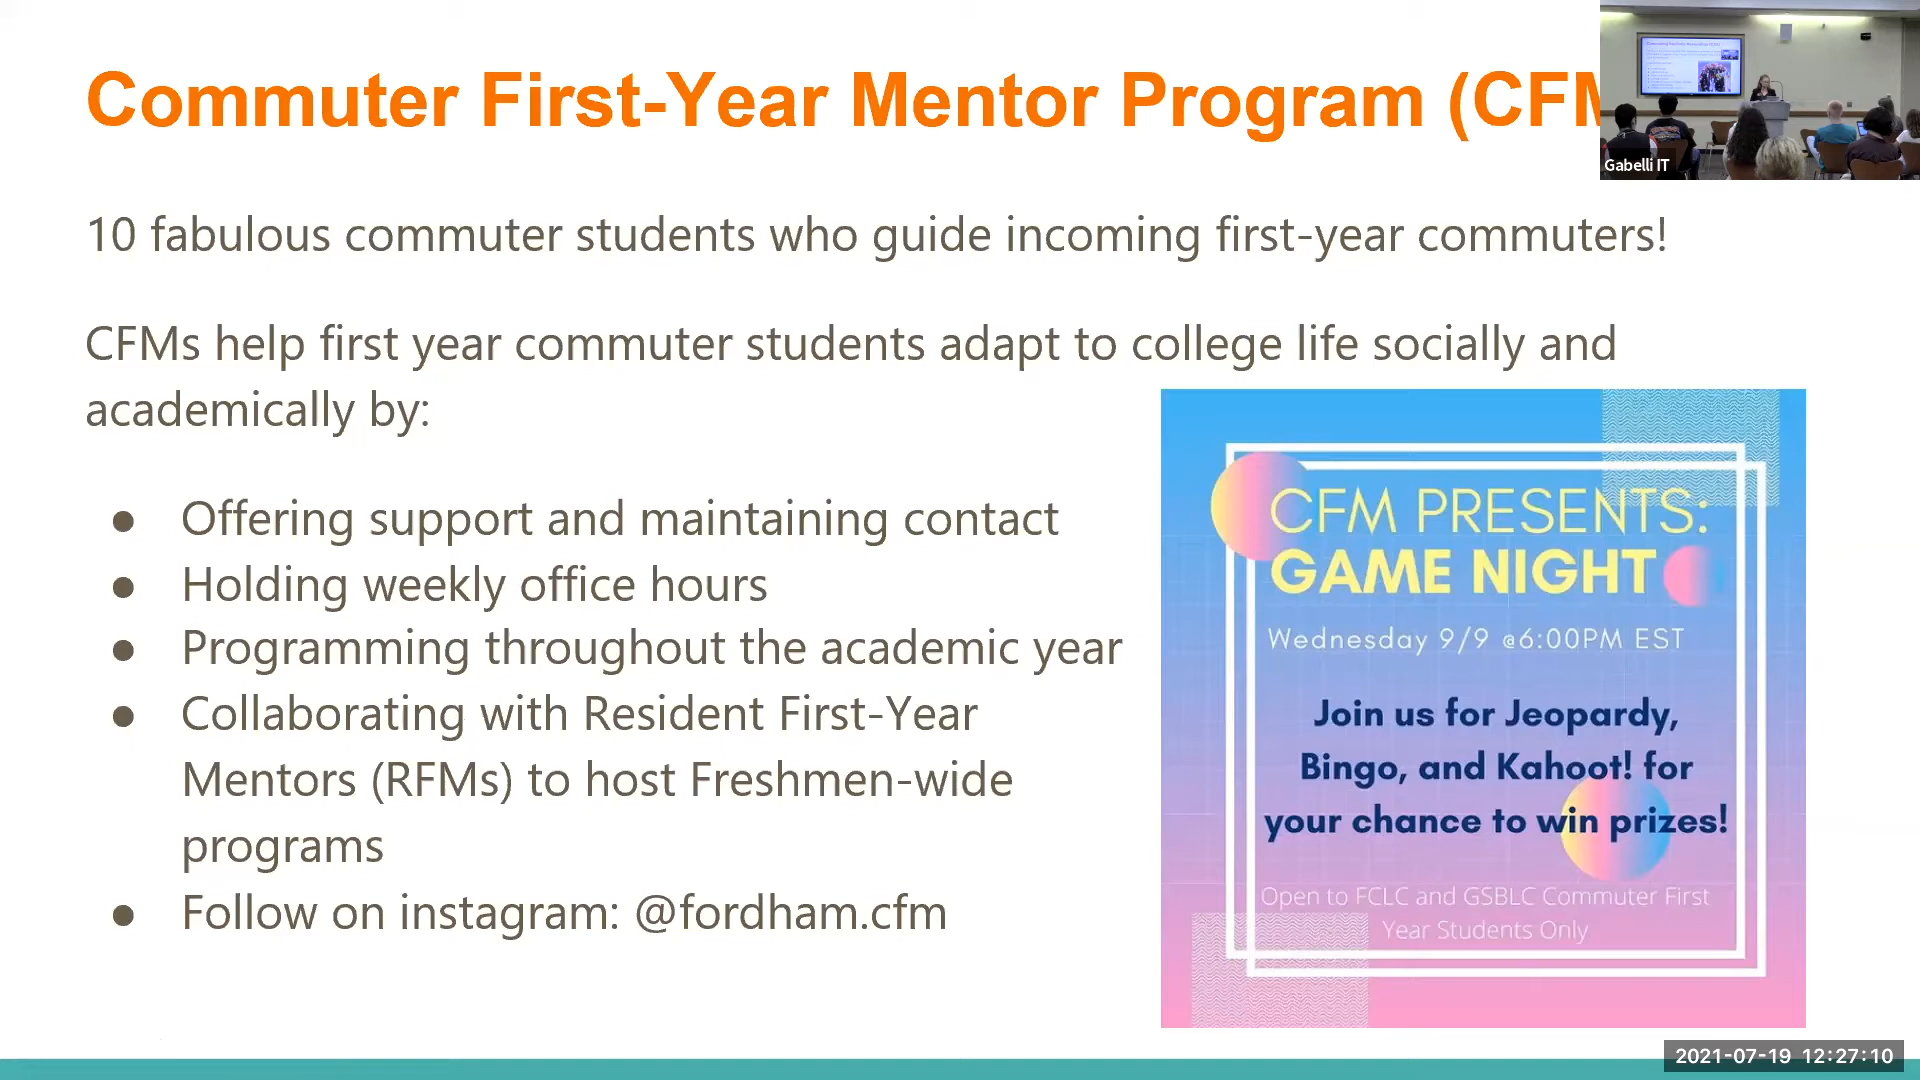 Commuter First-Year Mentor Program (CFM
Gabelli IT
10 fabulous commuter students who guide incoming first-year commuters!
CFMs help first year commuter students adapt to college life socially and
academically by:
● Offering support and maintaining contact
● Holding weekly office hours
● Programming throughout the academic year
● Collaborating with Resident First-Year
Mentors (RFMs) to host Freshmen-wide
programs
● Follow on instagram: @fordham.cfm
CFM PRESENTS:
GAME NIGHT
Wednesday 9/9 @6:00PM EST
Join us for Jeopardy,
Bingo, and Kahoot! for
your chance to win prizes!
Open to FCLC and GSBLC Commuter First
Year Students Only
2021-07-19 12:27:10